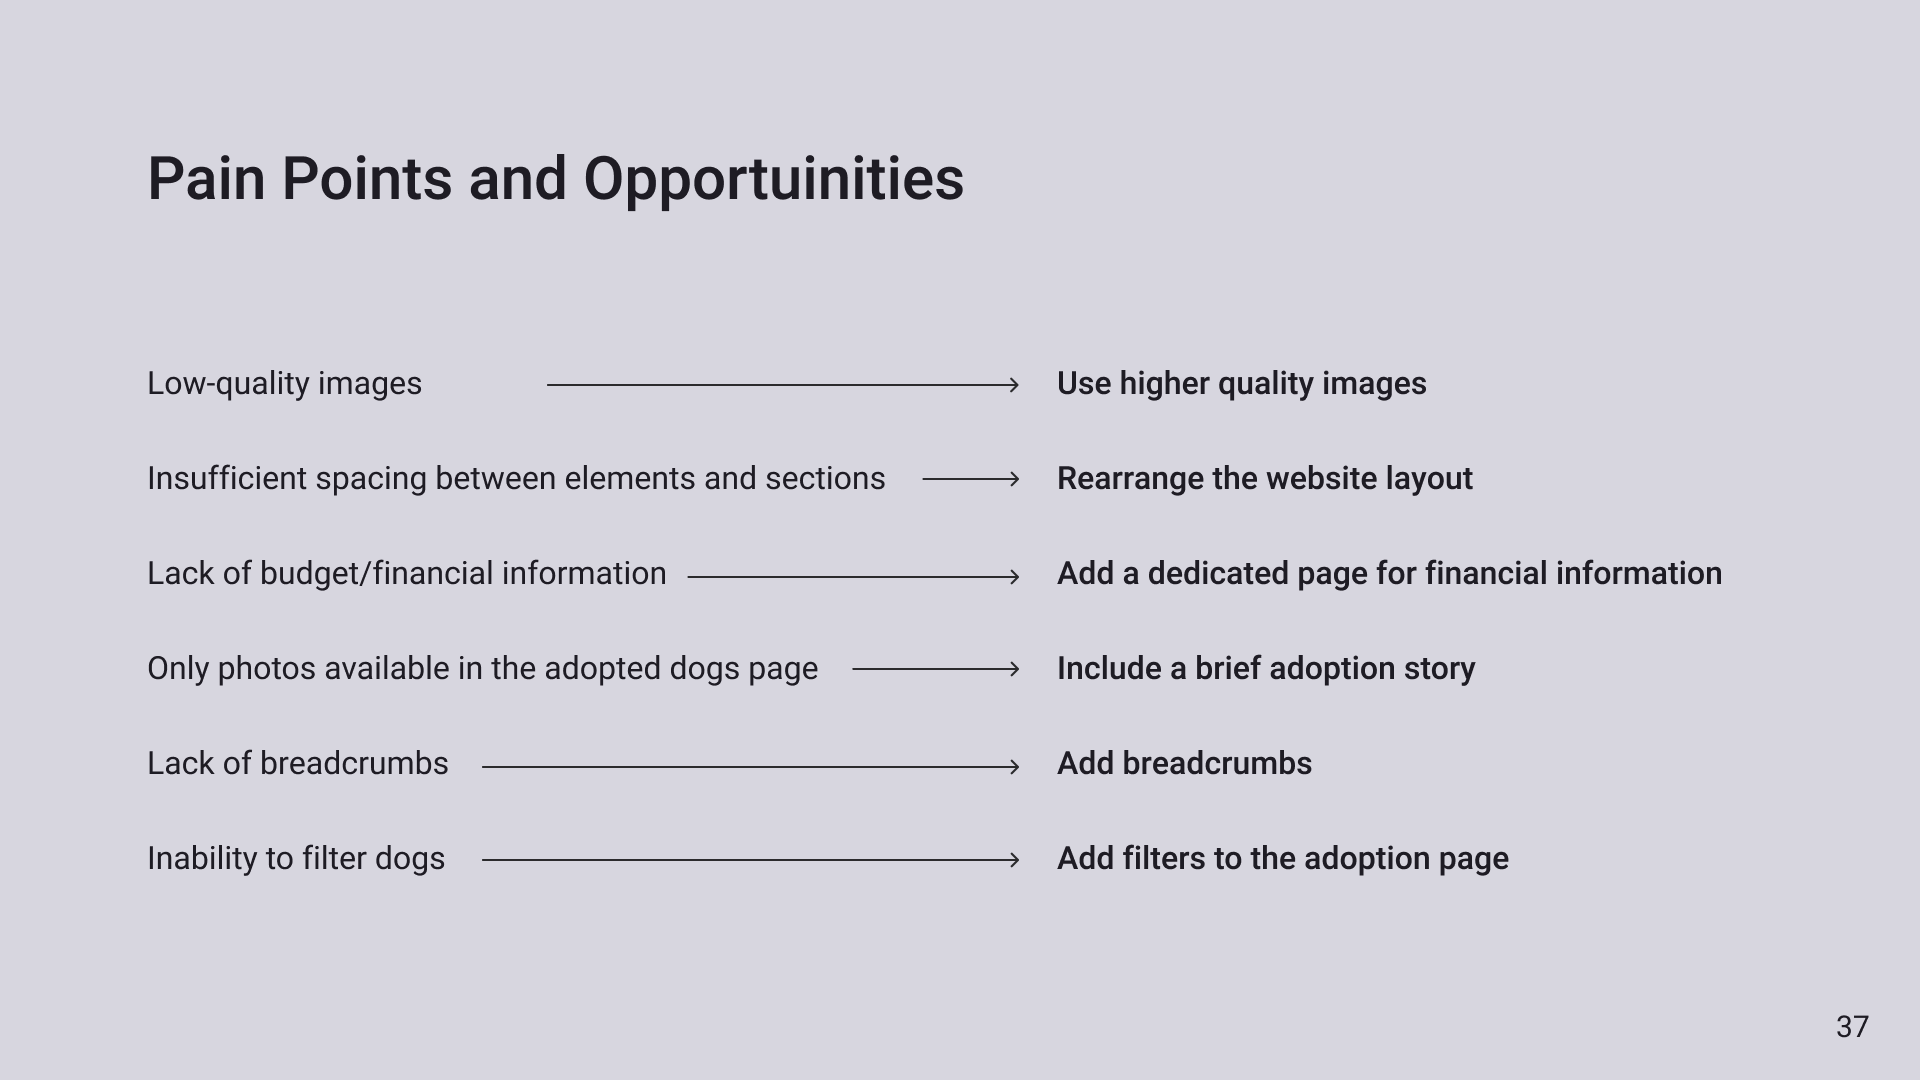 Pain Points and Opportuinities
Low-quality images → Use higher quality images
Insufficient spacing between elements and sections → Rearrange the website layout
Lack of budget/financial information → Add a dedicated page for financial information
Only photos available in the adopted dogs page → Include a brief adoption story
Lack of breadcrumbs → Add breadcrumbs
Inability to filter dogs → Add filters to the adoption page
37